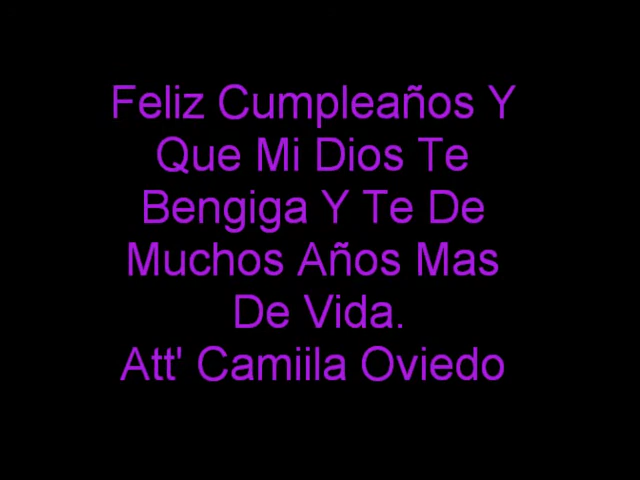 Feliz Cumpleaños Y
Que Mi Dios Te
Bengiga Y Te De
Muchos Años Mas
De Vida.
Att' Camiila Oviedo